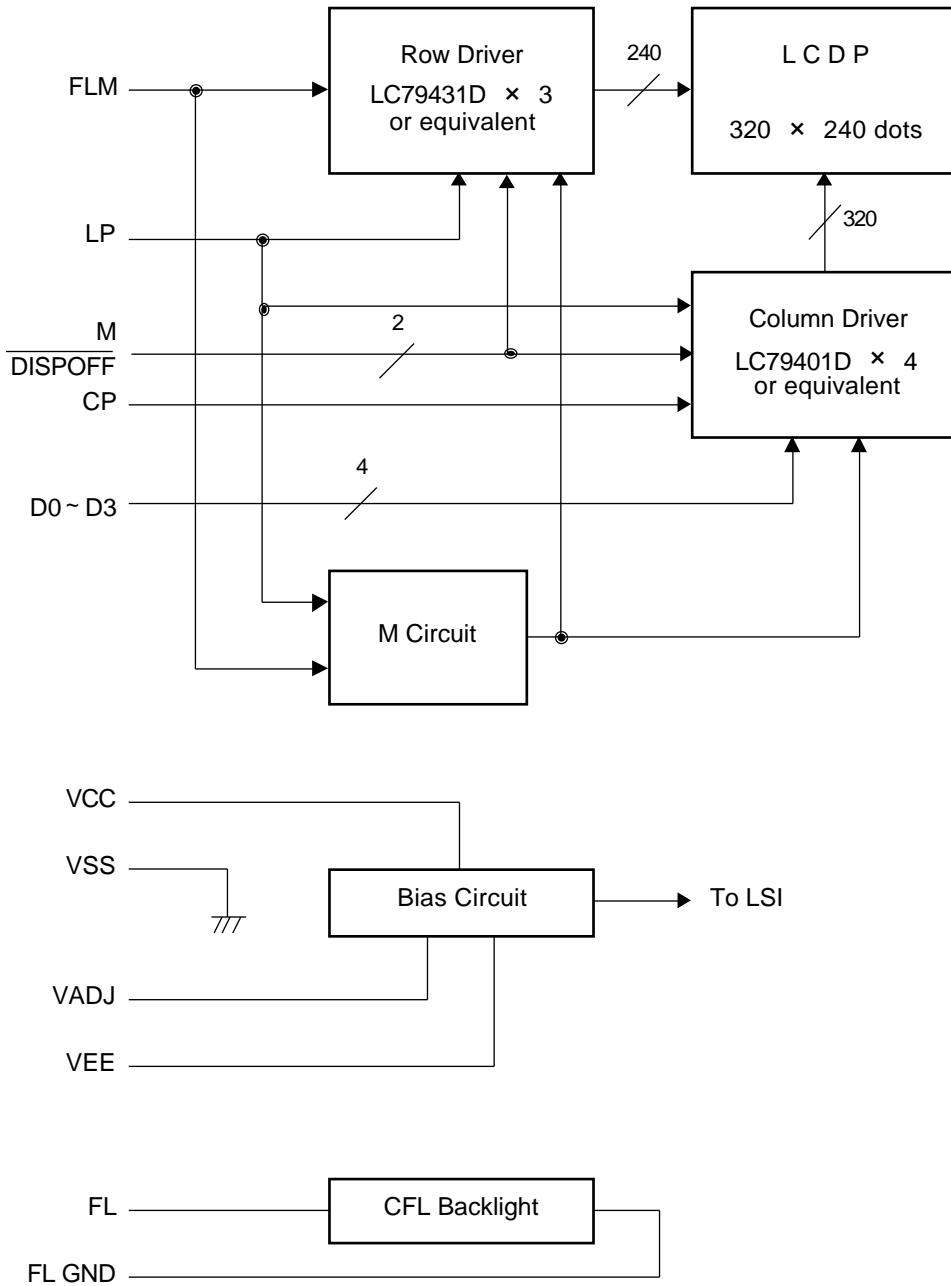 Row Driver
LC79431D × 3
or equivalent
240
L C D P
320 × 240 dots
FLM
LP
320
M
DISPOFF
2
CP
Column Driver
LC79401D × 4
or equivalent
4
D0 ~ D3
M Circuit
VCC
VSS
Bias Circuit
To LSI
VADJ
VEE
FL
CFL Backlight
FL GND